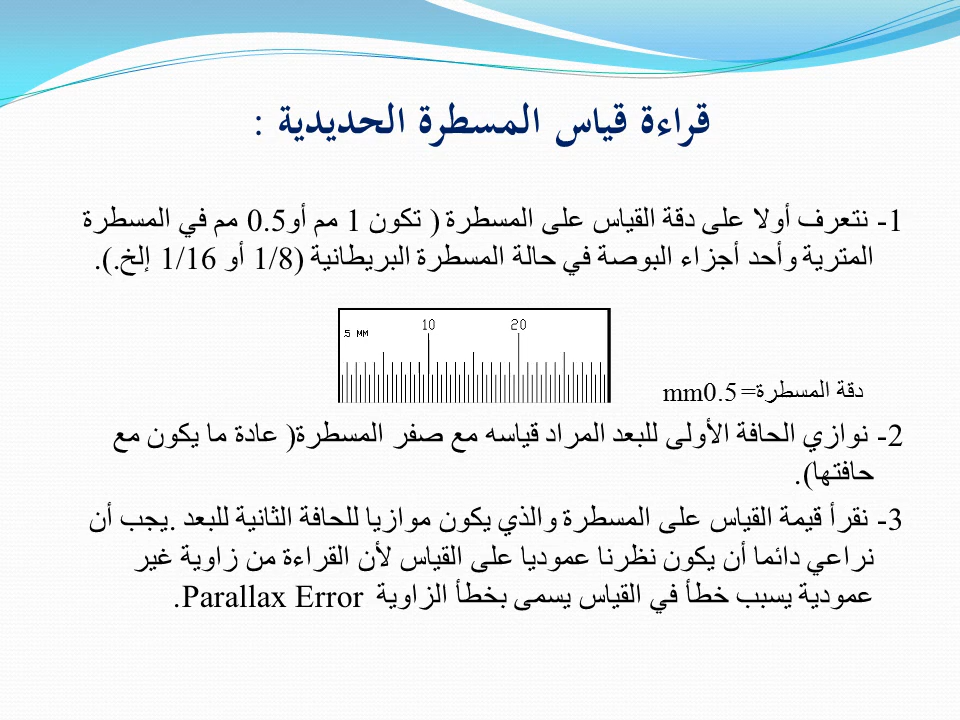 قراءة قياس المسطرة الحديدية :
1- نتعرف أولا على دقة القياس على المسطرة ( تكون 1 مم أو0.5 مم في المسطرة
المترية وأحد أجزاء البوصة في حالة المسطرة البريطانية (1/8 أو 1/16 إلخ.).
10 20
.5 MM
دقة المسطرة= mm0.5
2- نوازي الحافة الأولى للبعد المراد قياسه مع صفر المسطرة( عادة ما يكون مع
حافتها).
3- نقرأ قيمة القياس على المسطرة والذي يكون موازيا للحافة الثانية للبعد .يجب أن
نراعي دائما أن يكون نظرنا عموديا على القياس لأن القراءة من زاوية غير
عمودية يسبب خطأ في القياس يسمى بخطأ الزاوية Parallax Error.